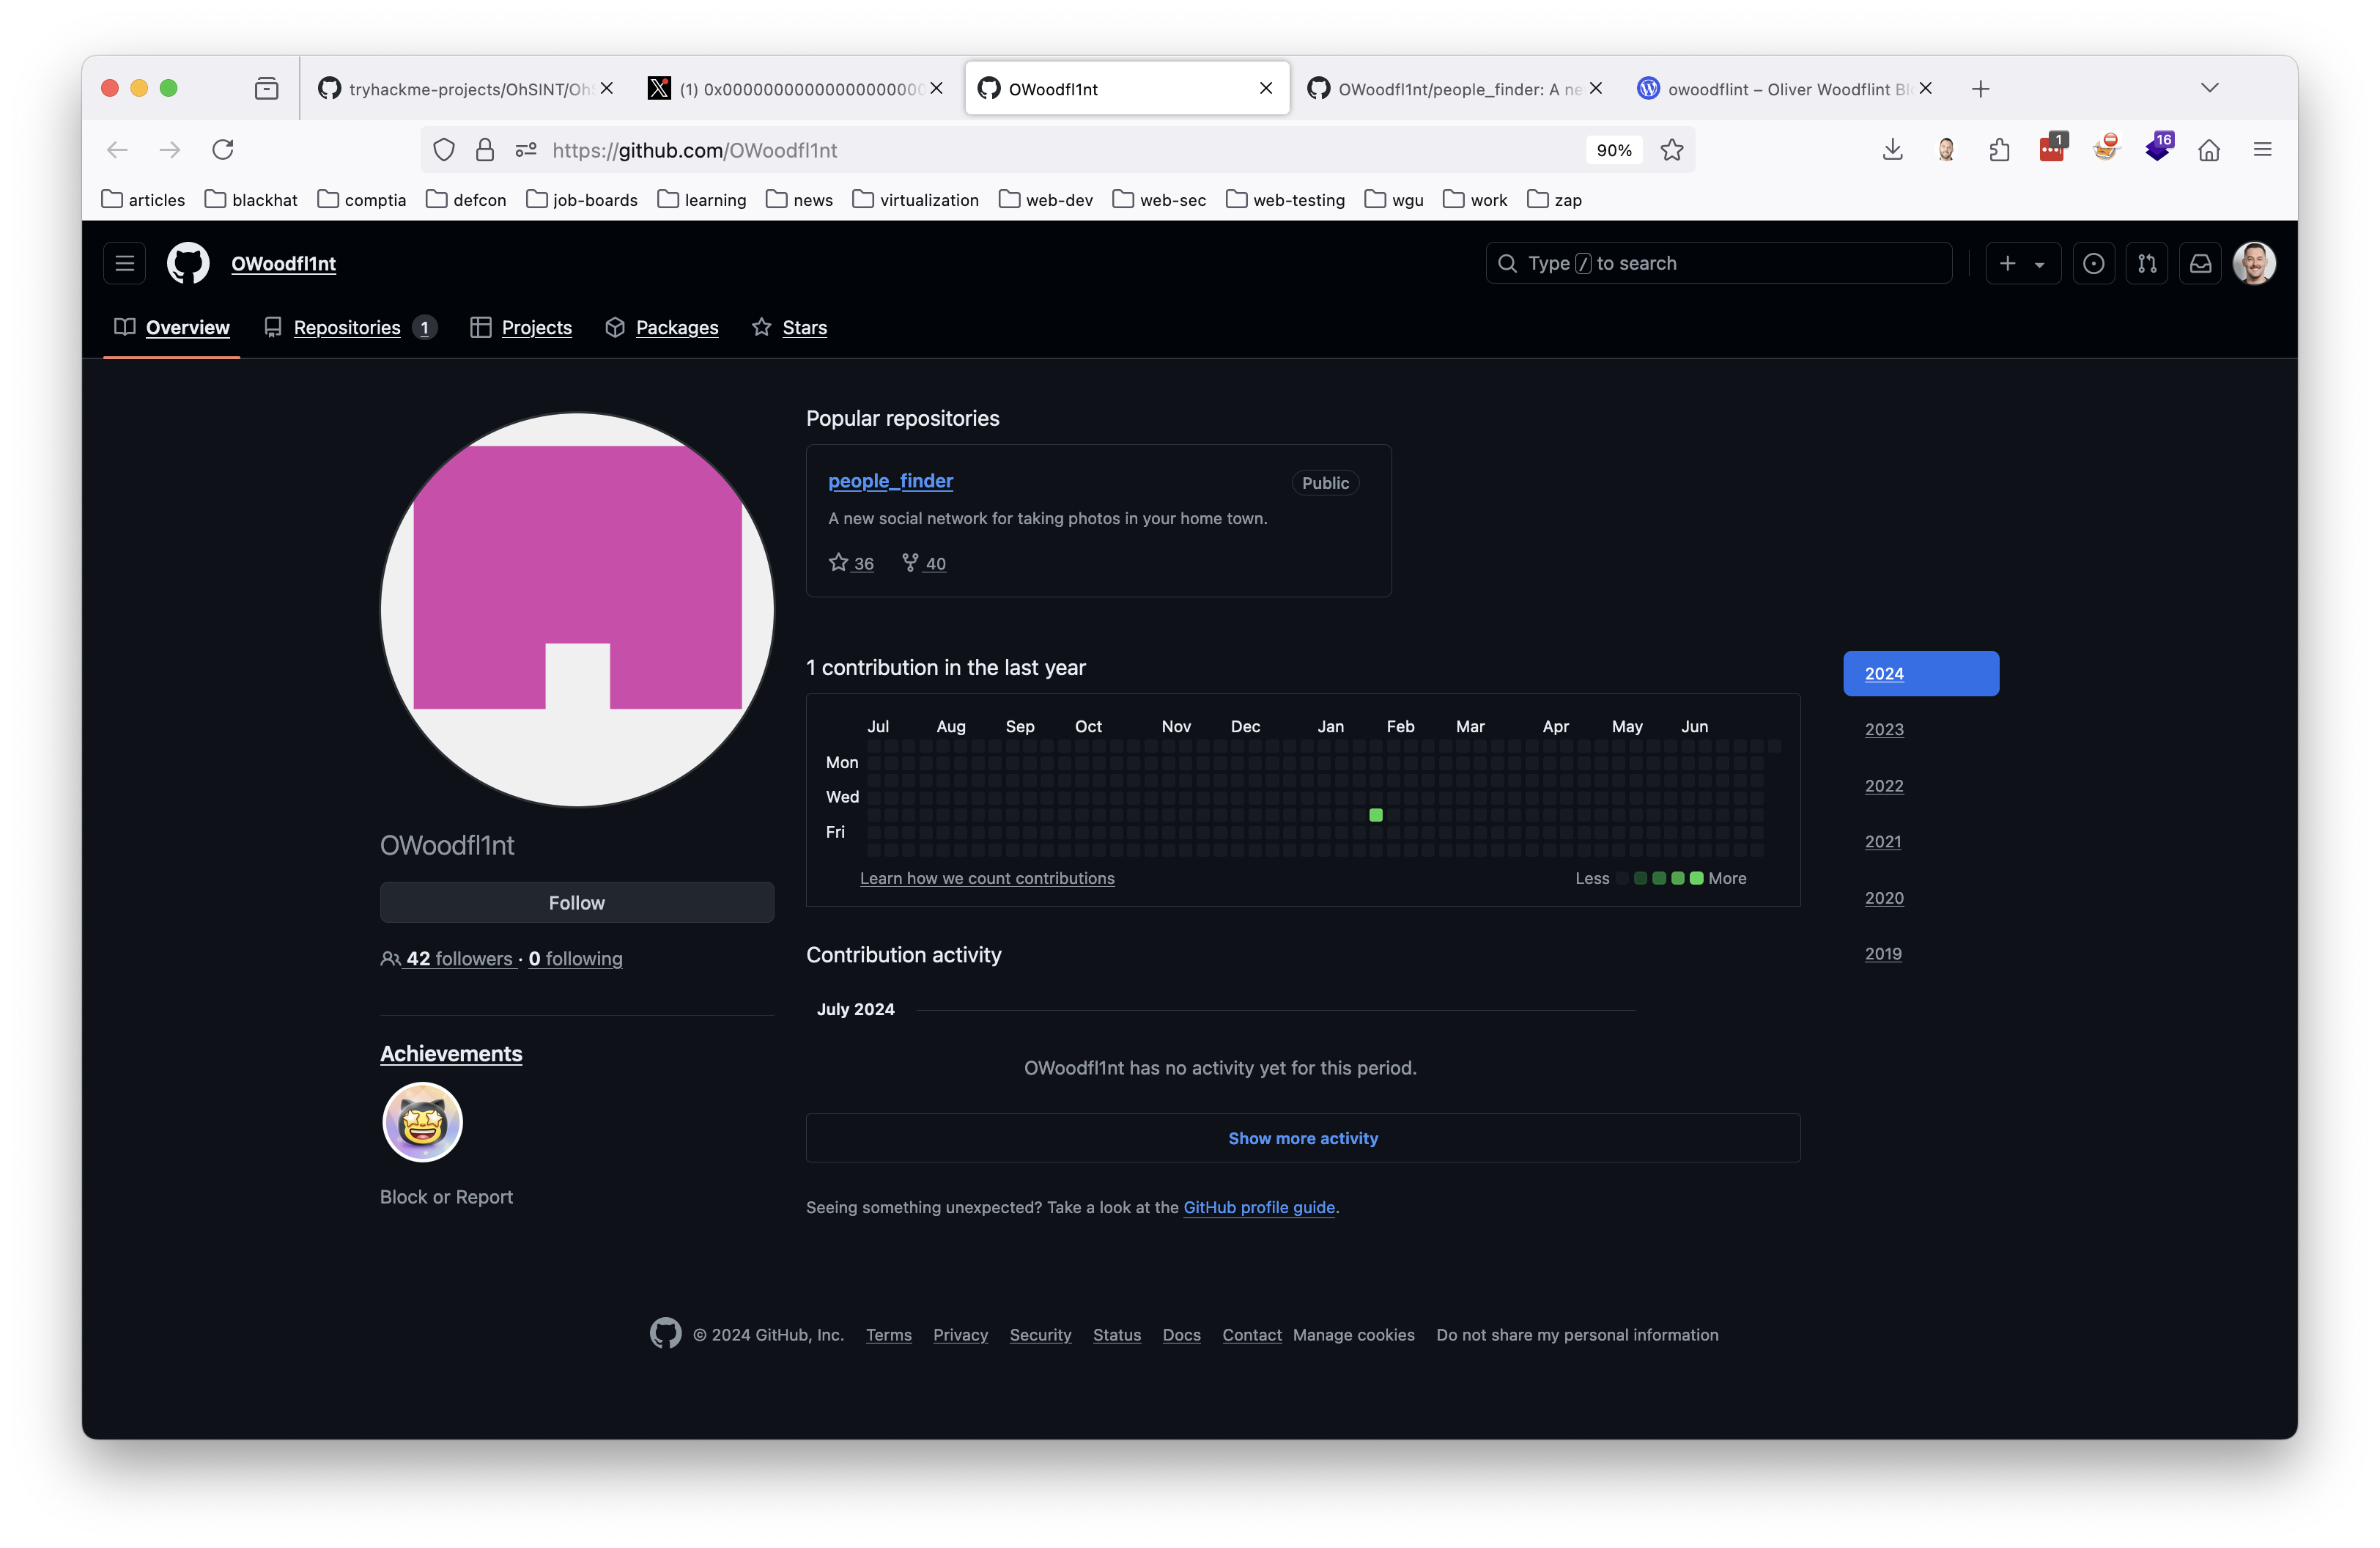 tryhackme-projects/OhSINT/Oh
(1) 0x00000000000000000000
OWoodfl1nt
OWoodfl1nt/people_finder: A ne
owoodflint – Oliver Woodflint Bl
https://github.com/OWoodfl1nt
90%
1
16
articles
blackhat
comptia
defcon
job-boards
learning
news
virtualization
web-dev
web-sec
web-testing
wgu
work
zap
OWoodfl1nt
Type / to search
Overview
Repositories 1
Projects
Packages
Stars
OWoodfl1nt
Follow
42 followers · 0 following
Achievements
Block or Report
Popular repositories
people_finder
Public
A new social network for taking photos in your home town.
36 40
1 contribution in the last year
Jul Aug Sep Oct Nov Dec Jan Feb Mar Apr May Jun
Mon
Wed
Fri
Learn how we count contributions
Less More
2024
2023
2022
2021
2020
2019
Contribution activity
July 2024
OWoodfl1nt has no activity yet for this period.
Show more activity
Seeing something unexpected? Take a look at the GitHub profile guide.
© 2024 GitHub, Inc. Terms Privacy Security Status Docs Contact Manage cookies Do not share my personal information